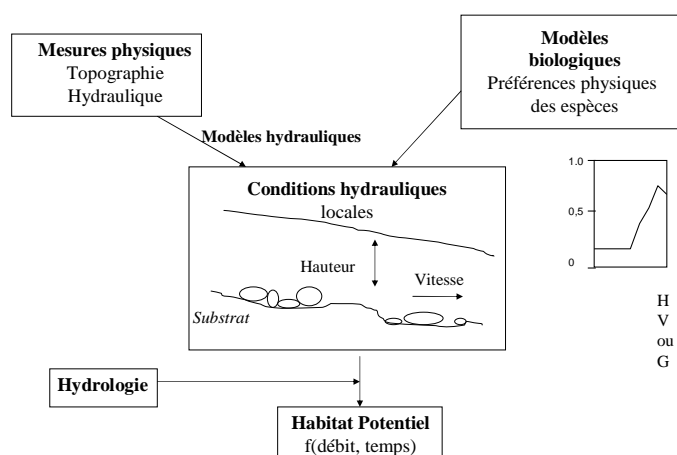 Mesures physiques
Topographie
Hydraulique
Modèles
biologiques
Préférences physiques
des espèces
Modèles hydrauliques
Conditions hydrauliques
locales
Hauteur
Vitesse
Substrat
1.0
0,5
0
H
V
ou
G
Hydrologie
Habitat Potentiel
f(débit, temps)